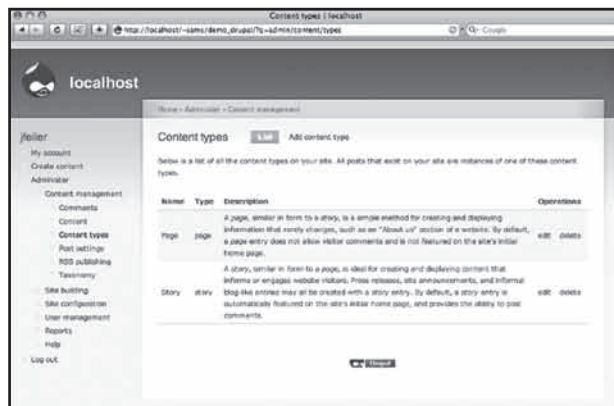 Content types | localhost
http://localhost/~sams/demo_drupal/?q=admin/content/types
Google
localhost
Home » Administer » Content management
jfeiler
My account
Create content
Administer
Content management
Comments
Content
Content types
Post settings
RSS publishing
Taxonomy
Site building
Site configuration
User management
Reports
Help
Log out
Content types List Add content type
Below is a list of all the content types on your site. All posts that exist on your site are instances of one of these content
types.
Name Type Description Operations
Page page A page, similar in form to a story, is a simple method for creating and displaying
information that rarely changes, such as an "About us" section of a website. By default,
a page entry does not allow visitor comments and is not featured on the site's initial
home page. edit delete
Story story A story, similar in form to a page, is ideal for creating and displaying content that
informs or engages website visitors. Press releases, site announcements, and informal
blog-like entries may all be created with a story entry. By default, a story entry is
automatically featured on the site's initial home page, and provides the ability to post
comments. edit delete
Drupal